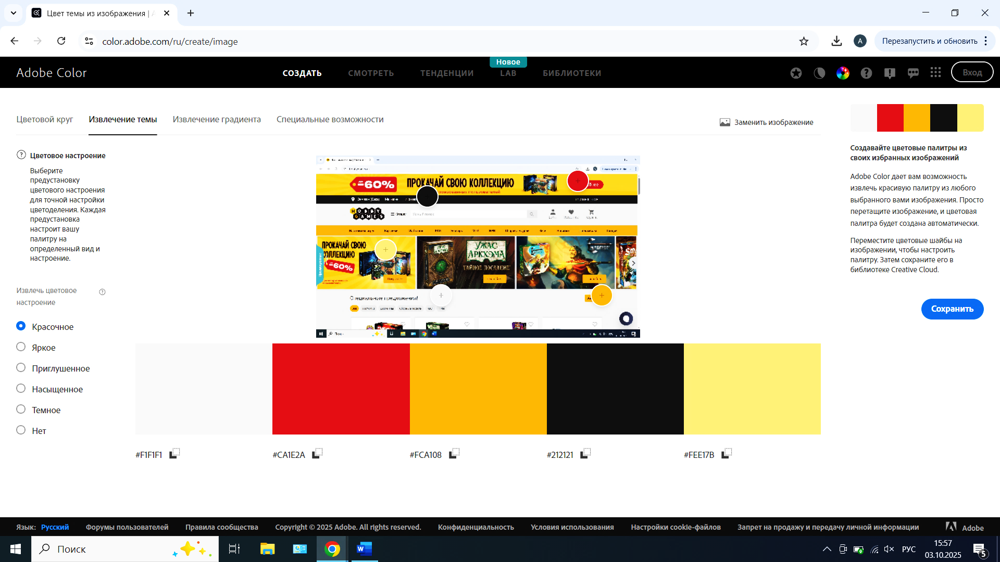 Цвет темы из изображения | A
color.adobe.com/ru/create/image
A
Перезапустить и обновить
Adobe Color
СОЗДАТЬ
СМОТРЕТЬ
ТЕНДЕНЦИИ
Новое
LAB
БИБЛИОТЕКИ
Вход
Цветовой круг
Извлечение темы
Извлечение градиента
Специальные возможности
Заменить изображение
Цветовое настроение
Выберите
предустановку
цветового настроения
для точной настройки
цветоделения. Каждая
предустановка
настроит вашу
палитру на
определенный вид и
настроение.
Извлечь цветовое
настроение
Красочное
Яркое
Приглушенное
Насыщенное
Темное
Нет
-60%
ПРОКАЧАЙ СВОЮ КОЛЛЕКЦИЮ
HOBBY
GAMES
Каталог
ПРОКАЧАЙ СВОЮ
КОЛЛЕКЦИЮ
-60%
УЖАС
АРКХЭМА
ТАЙНОЕ ПОСЛАНИЕ
Специальные предложения!
#F1F1F1
#CA1E2A
#FCA108
#212121
#FEE17B
Создавайте цветовые палитры из
своих избранных изображений
Adobe Color дает вам возможность
извлечь красивую палитру из любого
выбранного вами изображения. Просто
перетащите изображение, и цветовая
палитра будет создана автоматически.
Переместите цветовые шайбы на
изображении, чтобы настроить
палитру. Затем сохраните его в
библиотеке Creative Cloud.
Сохранить
Язык: Русский
Форумы пользователей
Правила сообщества
Copyright © 2025 Adobe. All rights reserved.
Конфиденциальность
Условия использования
Настройки cookie-файлов
Запрет на продажу и передачу личной информации
Adobe
Поиск
РУС
15:57
03.10.2025
5